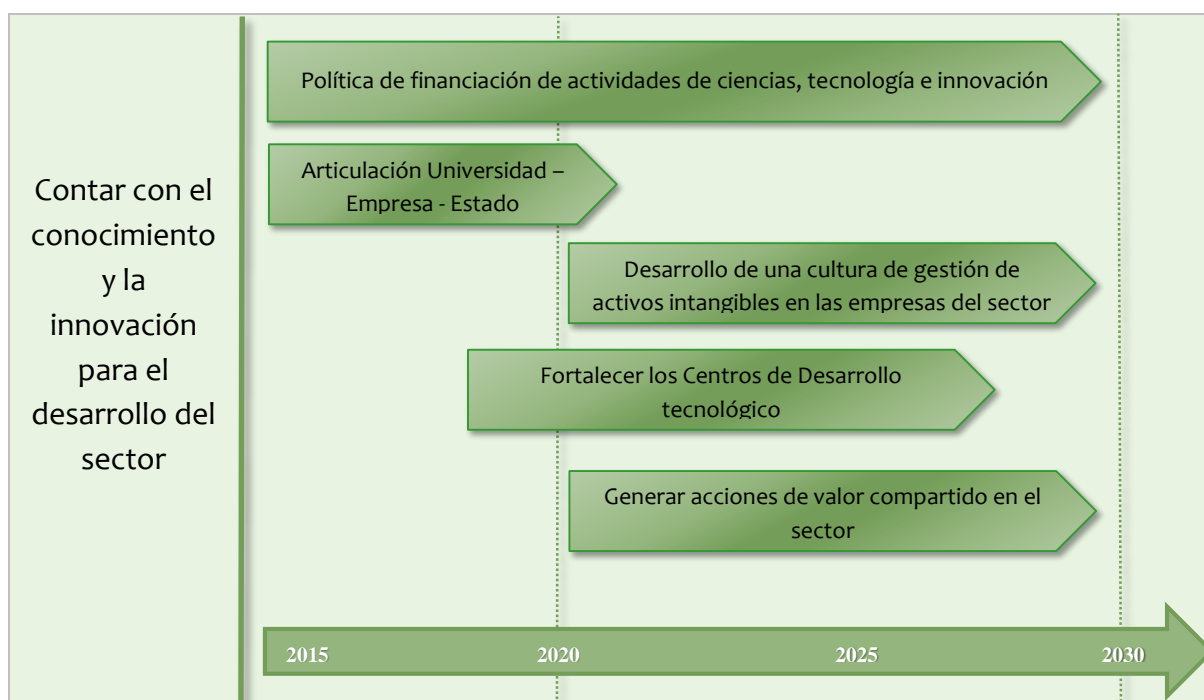 Contar con el
conocimiento
y la
innovación
para el
desarrollo del
sector
Política de financiación de actividades de ciencias, tecnología e innovación
Articulación Universidad –
Empresa - Estado
Desarrollo de una cultura de gestión de
activos intangibles en las empresas del sector
Fortalecer los Centros de Desarrollo
tecnológico
Generar acciones de valor compartido en el
sector
2015 2020 2025 2030